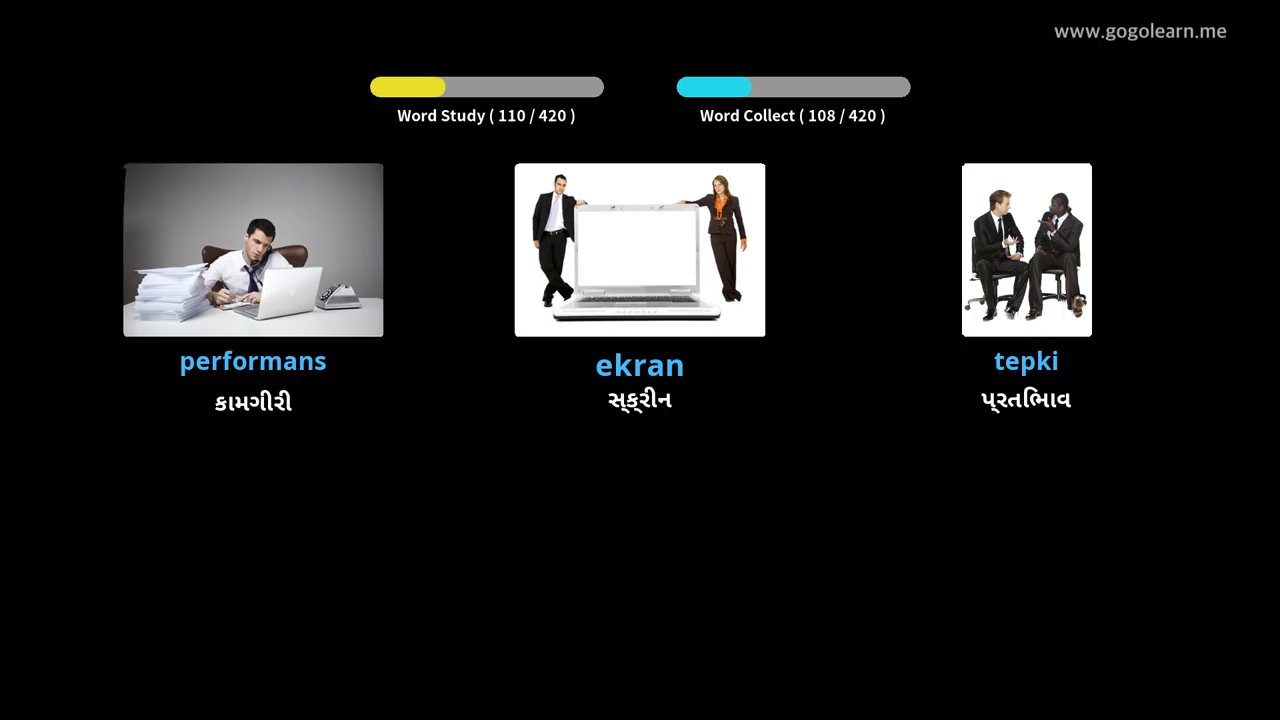 www.gogolearn.me
Word Study ( 110 / 420 )
Word Collect ( 108 / 420 )
performans
ekran
tepki
કામગીરી
સ્ક્રીન
પ્રતિભાવ